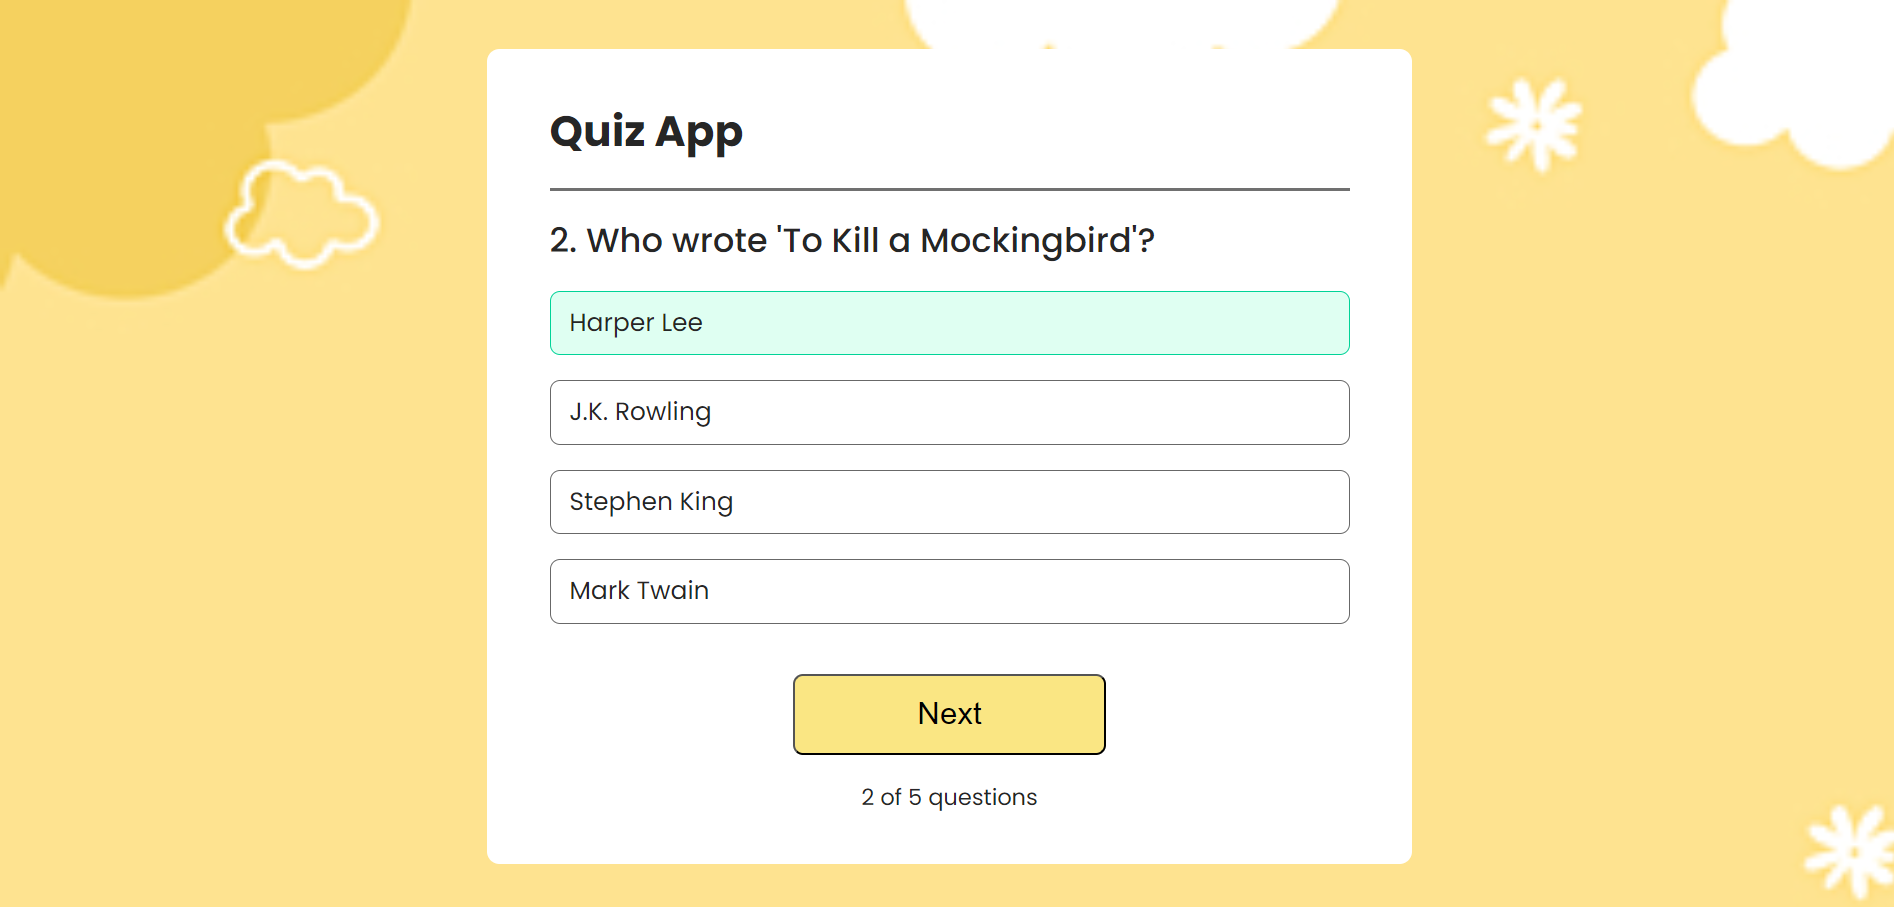 Quiz App
2. Who wrote 'To Kill a Mockingbird'?
Harper Lee
J.K. Rowling
Stephen King
Mark Twain
Next
2 of 5 questions